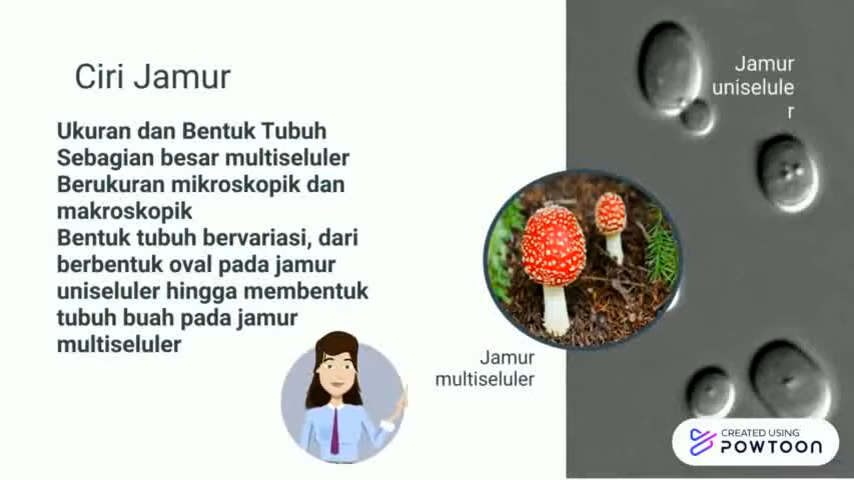 Ciri Jamur
Ukuran dan Bentuk Tubuh
Sebagian besar multiseluler
Berukuran mikroskopik dan
makroskopik
Bentuk tubuh bervariasi, dari
berbentuk oval pada jamur
uniseluler hingga membentuk
tubuh buah pada jamur
multiseluler
Jamur
multiseluler
Jamur
uniselule
r
CREATED USING
POWTOON